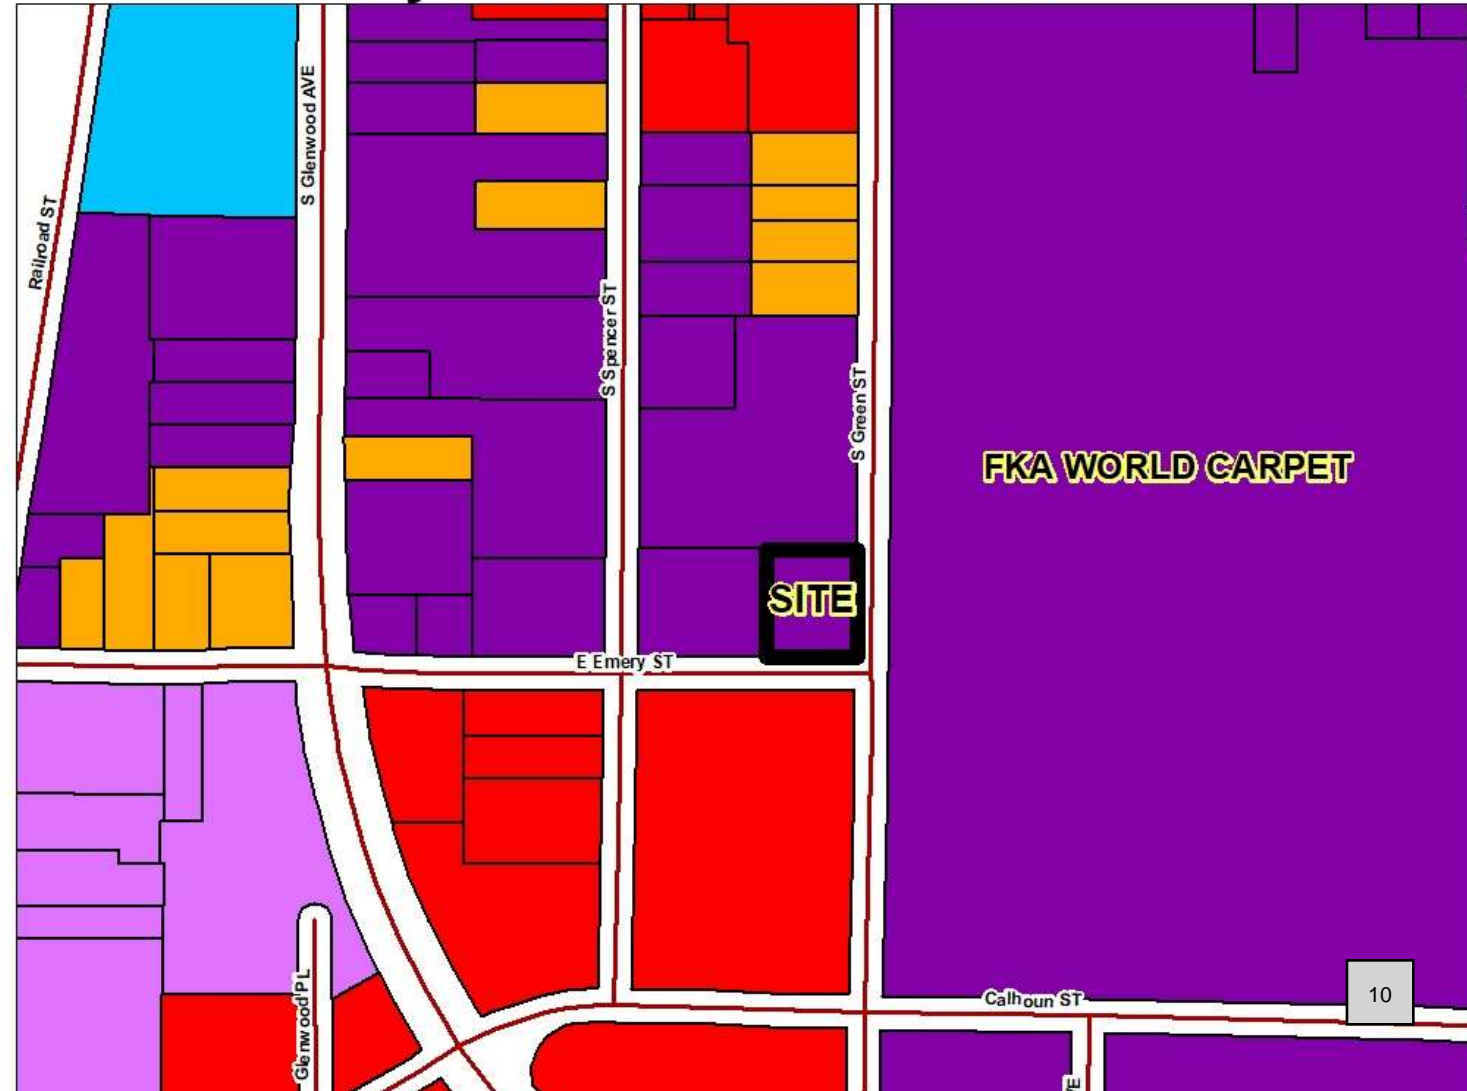 S Glenwood AVE
Railroad ST
S Spencer ST
S Green ST
FKA WORLD CARPET
SITE
E Emery ST
Glenwood PL
Calhoun ST
10